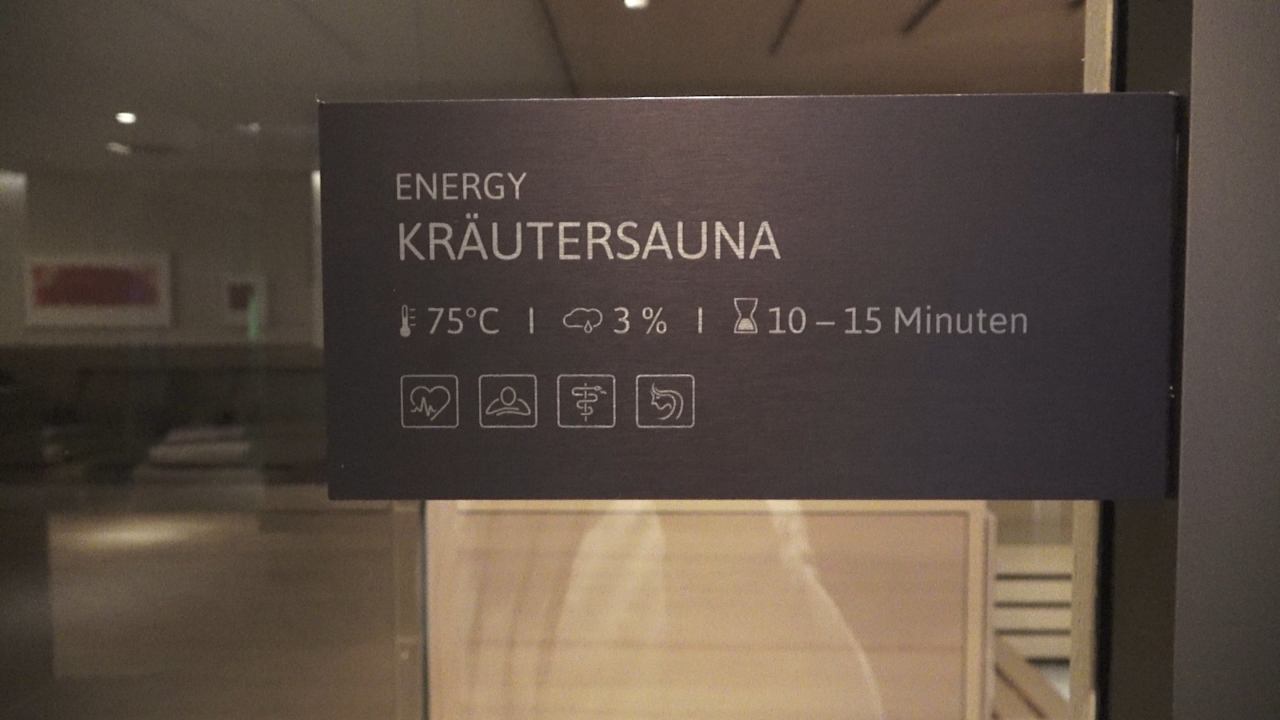 ENERGY
KRÄUTERSAUNA
75°C | 3 % | 10 – 15 Minuten